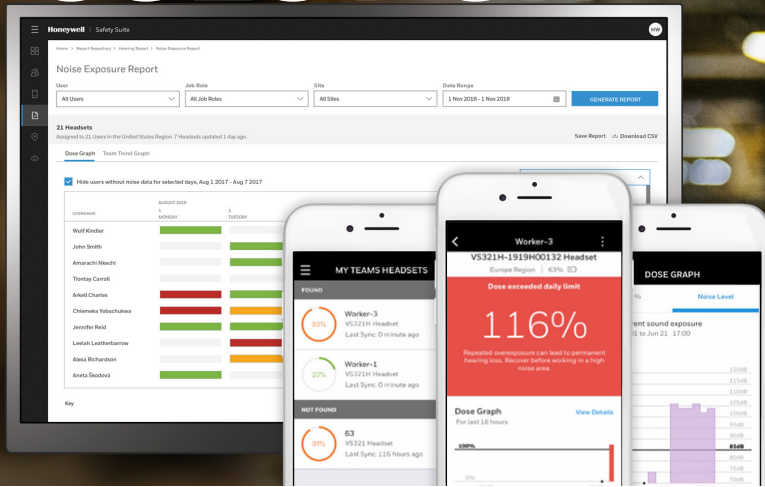 Honeywell | Safety Suite
HW
Home > Report Repository > Hearing Report > Noise Exposure Report
Noise Exposure Report
User
Job Role
Site
Date Range
All Users
All Job Roles
All Sites
1 Nov 2018 - 1 Nov 2018
GENERATE REPORT
21 Headsets
Assigned to 21 Users in the United States Region. 7 Headsets updated 1 day ago.
Save Report
Download CSV
Dose Graph
Team Trend Graph
Hide users without noise data for selected days, Aug 1 2017 - Aug 7 2017
AUGUST 2018
USERNAME
1
MONDAY
2
TUESDAY
Wulf Kindler
John Smith
Amarachi Nkechi
Tiontay Carroll
Arkell Charles
Chiemeka Yobachukwa
Jennifer Reid
Leelah Leatherbarrow
Alexa Richardson
Aneta Škodová
Key
MY TEAMS HEADSETS
FOUND
93%
Worker-3
VS321H Headset
Last Sync: 0 minute ago
20%
Worker-1
VS321H Headset
Last Sync: 0 minute ago
NOT FOUND
91%
63
VS321 Headset
Last Sync: 116 hours ago
Worker-3
VS321H-1919H00132 Headset
Europe Region | 63%
Dose exceeded daily limit
116%
Repeated overexposure can lead to permanent
hearing loss. Recover before working in a high
noise area.
Dose Graph
View Details
For last 16 hours
100%
0%
DOSE GRAPH
%
Noise Level
ent sound exposure
1 to Jun 21 17:00
120dB
115dB
110dB
105dB
100dB
95dB
90dB
85dB
80dB
75dB
70dB